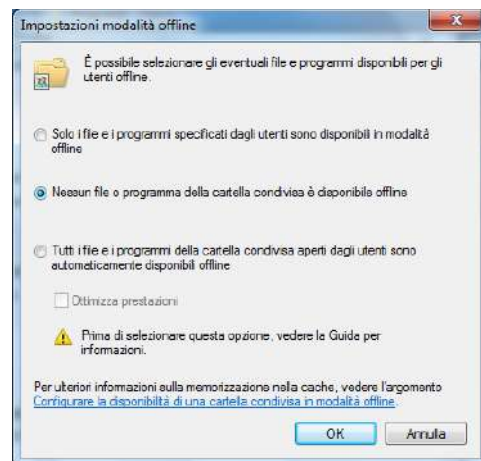 Impostazioni modalità offline
È possibile selezionare gli eventuali file e programmi disponibili per gli
utenti offline.
Solo i file e i programmi specificati dagli utenti sono disponibili in modalità
offline
Nessun file o programma della cartella condivisa è disponibile offline
Tutti i file e i programmi della cartella condivisa aperti dagli utenti sono
automaticamente disponibili offline
Ottimizza prestazioni
Prima di selezionare questa opzione, vedere la Guida per
informazioni.
Per ulteriori informazioni sulla memorizzazione nella cache, vedere l'argomento
Configurare la disponibilità di una cartella condivisa in modalità offline.
OK Annulla